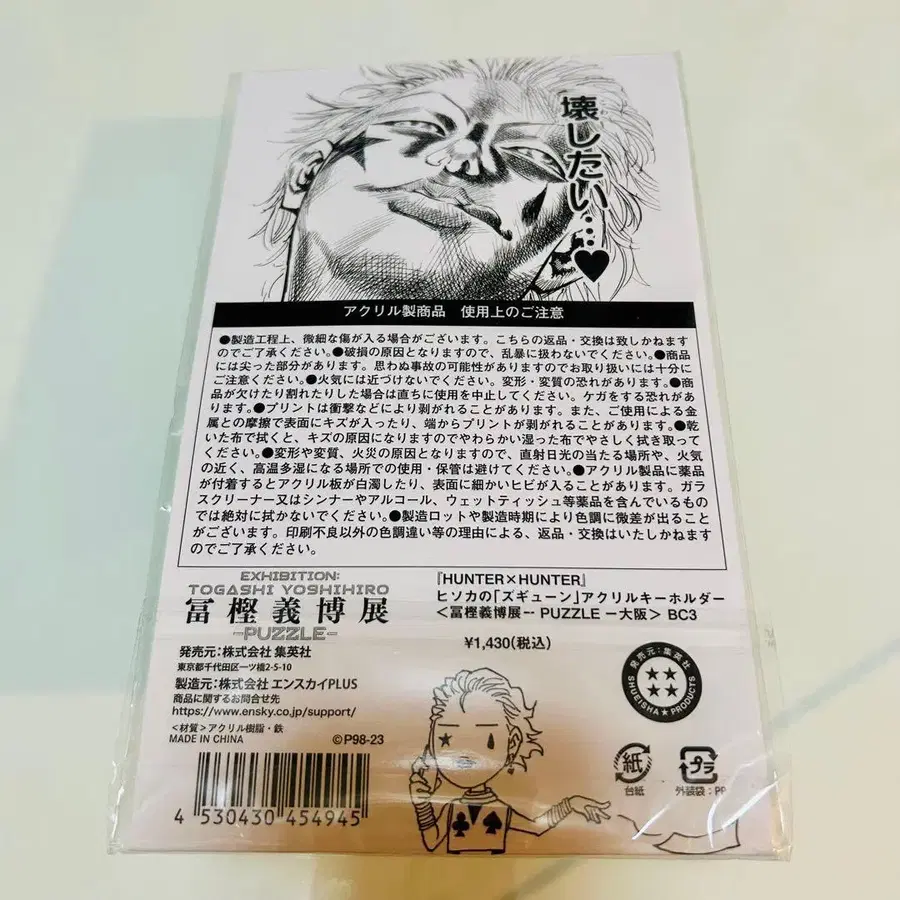 壊したい…♥
アクリル製商品 使用上のご注意
●製造工程上、微細な傷が入る場合がございます。こちらの返品・交換は致しかねます
のでご了承ください。●破損の原因となりますので、乱暴に扱わないでください。●商品
には尖った部分があります。思わぬ事故の可能性がありますのでお取り扱いには十分に
ご注意ください。●火気には近づけないでください。変形・変質の恐れがあります。●商
品が欠けたり割れたりした場合は直ちに使用を中止してください。ケガをする恐れがあ
ります。●プリントは衝撃などにより剥がれることがあります。また、ご使用による金
属との摩擦で表面にキズが入ったり、端からプリントが剥がれることがあります。●乾
いた布で拭くと、キズの原因になりますのでやわらかい湿った布でやさしく拭き取って
ください。●変形や変質、火災の原因となりますので、直射日光の当たる場所や、火気
の近く、高温多湿になる場所での使用・保管は避けてください。●アクリル製品に薬品
が付着するとアクリル板が白濁したり、表面に細かいヒビが入ることがあります。ガラ
スクリーナー又はシンナーやアルコール、ウェットティッシュ等薬品を含んでいるもの
では絶対に拭かないでください。●製造ロットや製造時期により色調に微差が出ること
がございます。印刷不良以外の色調違い等の理由による、返品・交換はいたしかねます
のでご了承ください。
EXHIBITION:
TOGASHI YOSHIHIRO
冨樫義博展
-PUZZLE-
発売元:株式会社 集英社
東京都千代田区一ツ橋2-5-10
製造元:株式会社 エンスカイPLUS
商品に関するお問合せ先
https://www.ensky.co.jp/support/
<材質>アクリル樹脂・鉄
MADE IN CHINA
©P98-23
4 530430 454945
『HUNTER×HUNTER』
ヒソカの「ズギューン」アクリルキーホルダー
<冨樫義博展 -PUZZLE-大阪> BC3
¥1,430(税込)
発売元:集英社
SHUEISHA★PRODUCTS
紙
台紙
プラ
外装袋:PP